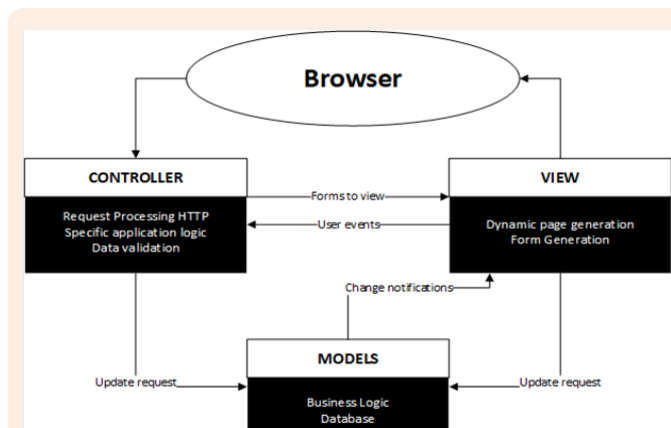 Browser
CONTROLLER
Request Processing HTTP
Specific application logic
Data validation
Forms to view
User events
VIEW
Dynamic page generation
Form Generation
Change notifications
MODELS
Business Logic
Database
Update request
Update request